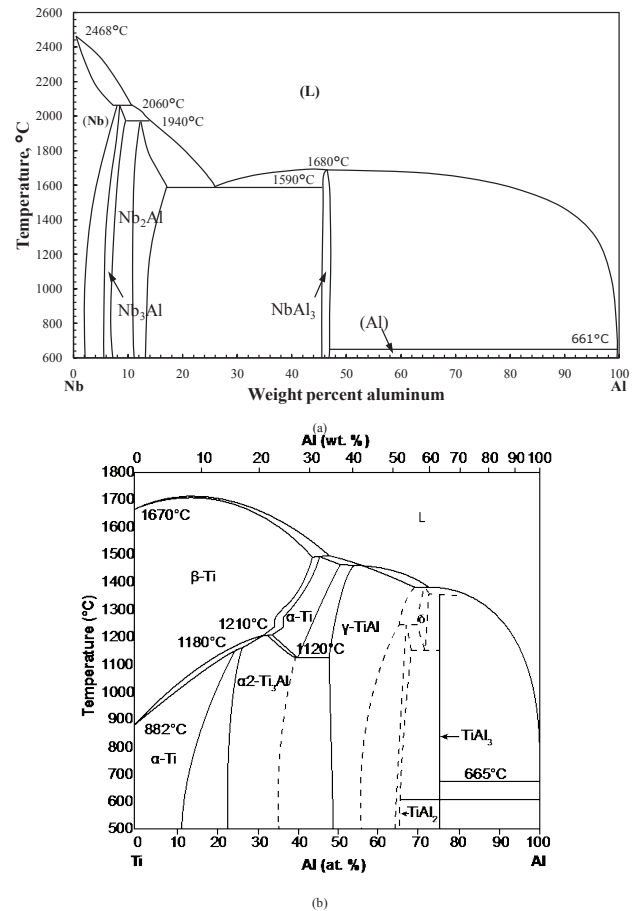 2600
2468°C
2400
2200
2060°C
(L)
2000
(Nb)
1940°C
Temperature, °C
1800
1680°C
1600
1590°C
1400
Nb2Al
1200
1000
Nb3Al
NbAl3
800
(Al)
661°C
600
0 10 20 30 40 50 60 70 80 90 100
Nb
Weight percent aluminum
Al
(a)
Al (wt. %)
0 10 20 30 40 50 60 70 80 90 100
1800
1700
1670°C
L
1600
1500
1400
β-Ti
1300
α-Ti
δ
1210°C
γ-TiAl
1200
1180°C
1120°C
1100
α2-Ti3Al
Temperature (°C)
1000
900
882°C
TiAl3
800
α-Ti
700
665°C
600
TiAl2
500
0 10 20 30 40 50 60 70 80 90 100
Ti
Al (at. %)
Al
(b)